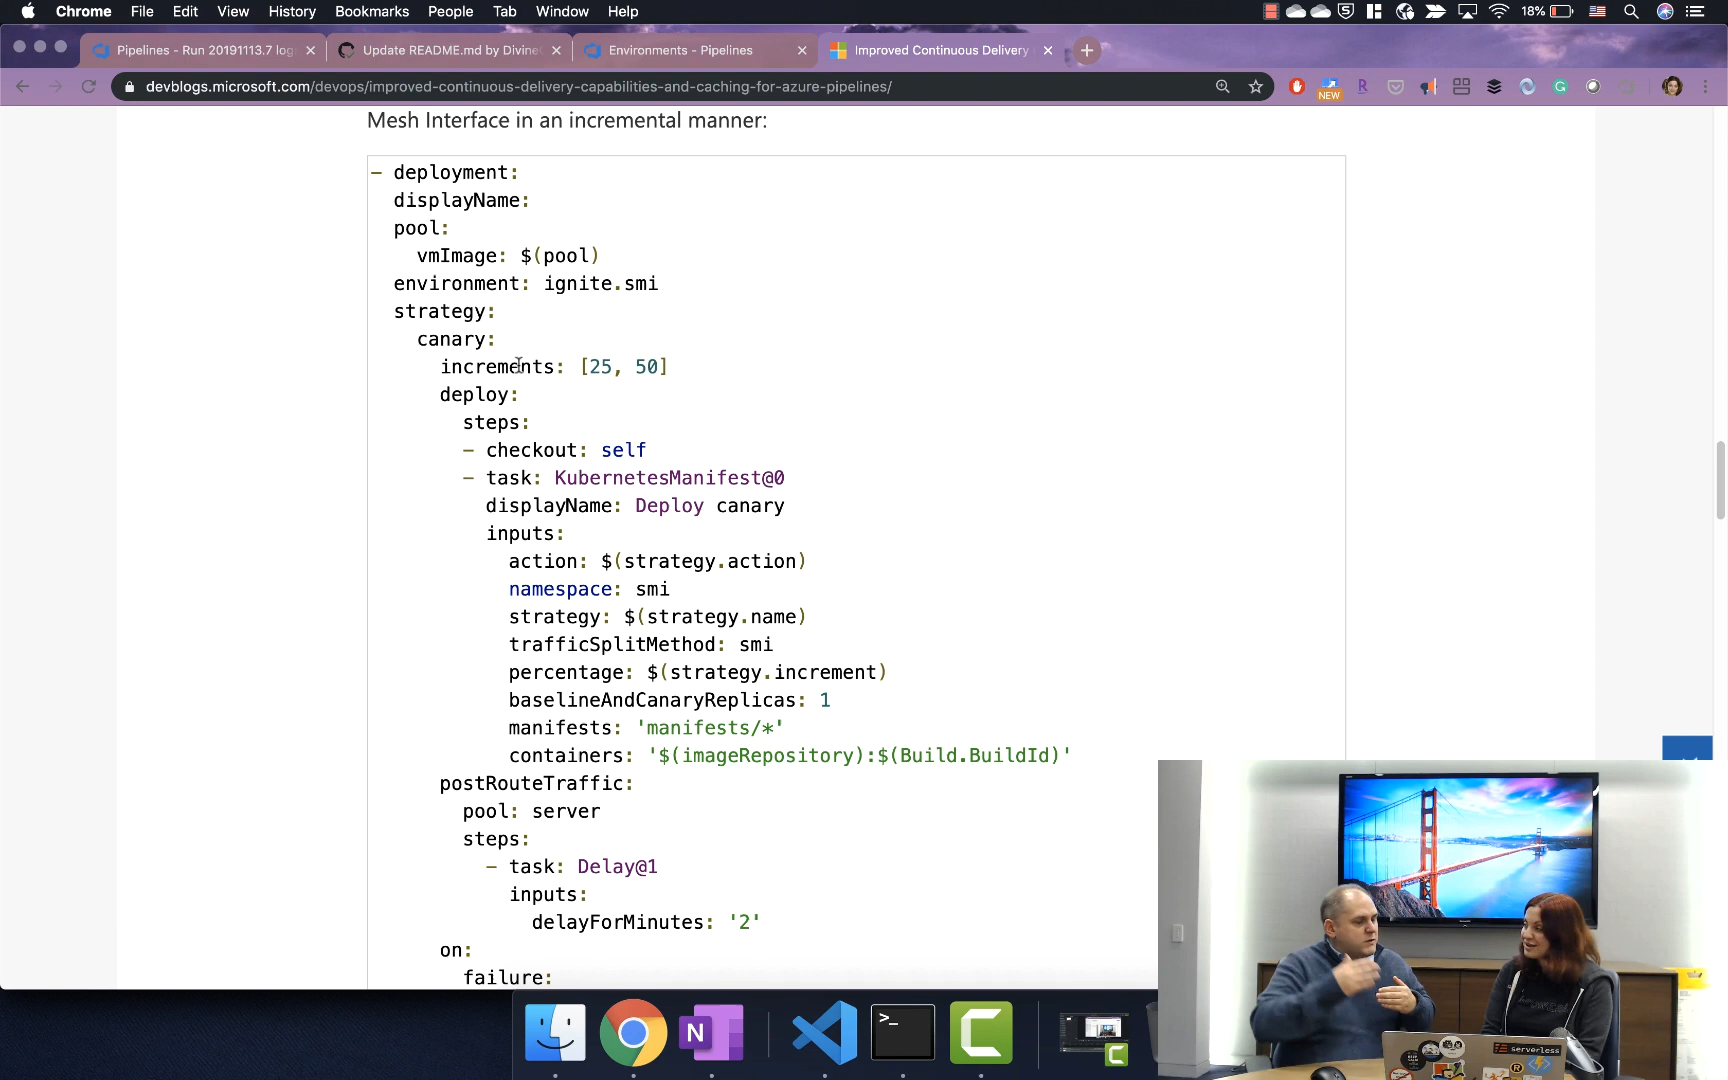 Chrome File Edit View History Bookmarks People Tab Window Help
18%
Pipelines - Run 20191113.7 log
Update README.md by Divine
Environments - Pipelines
Improved Continuous Delivery
devblogs.microsoft.com/devops/improved-continuous-delivery-capabilities-and-caching-for-azure-pipelines/
NEW
Mesh Interface in an incremental manner:
- deployment:
displayName:
pool:
vmImage: $(pool)
environment: ignite.smi
strategy:
canary:
increments: [25, 50]
deploy:
steps:
- checkout: self
- task: KubernetesManifest@0
displayName: Deploy canary
inputs:
action: $(strategy.action)
namespace: smi
strategy: $(strategy.name)
trafficSplitMethod: smi
percentage: $(strategy.increment)
baselineAndCanaryReplicas: 1
manifests: 'manifests/*'
containers: '$(imageRepository):$(Build.BuildId)'
postRouteTraffic:
pool: server
steps:
- task: Delay@1
inputs:
delayForMinutes: '2'
on:
failure:
N
>_
C
C
serverless